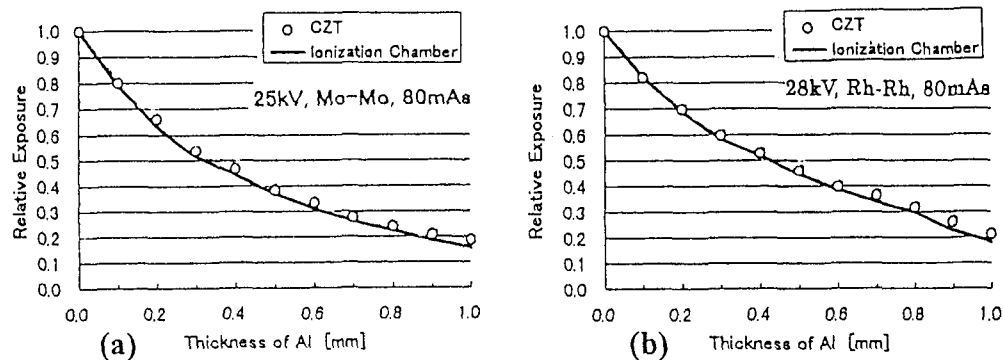 1.0
0.9
0.8
0.7
0.6
0.5
0.4
0.3
0.2
0.1
0.0
Relative Exposure
CZT
Ionization Chamber
25kV, Mo-Mo, 80mAs
0.0 0.2 0.4 0.6 0.8 1.0
(a) Thickness of Al [mm]
1.0
0.9
0.8
0.7
0.6
0.5
0.4
0.3
0.2
0.1
0.0
Relative Exposure
CZT
Ionization Chamber
28kV, Rh-Rh, 80mAs
0.0 0.2 0.4 0.6 0.8 1.0
(b) Thickness of Al [mm]